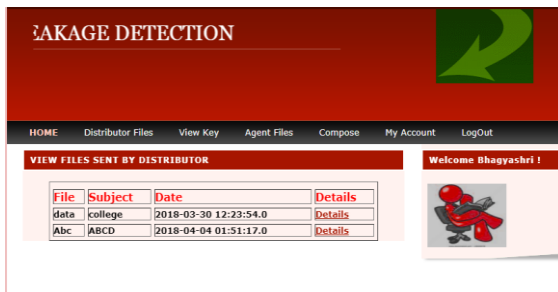 EAKAGE DETECTION
HOME Distributor Files View Key Agent Files Compose My Account LogOut
VIEW FILES SENT BY DISTRIBUTOR
Welcome Bhagyashri !
File Subject Date Details
data college 2018-03-30 12:23:54.0 Details
Abc ABCD 2018-04-04 01:51:17.0 Details